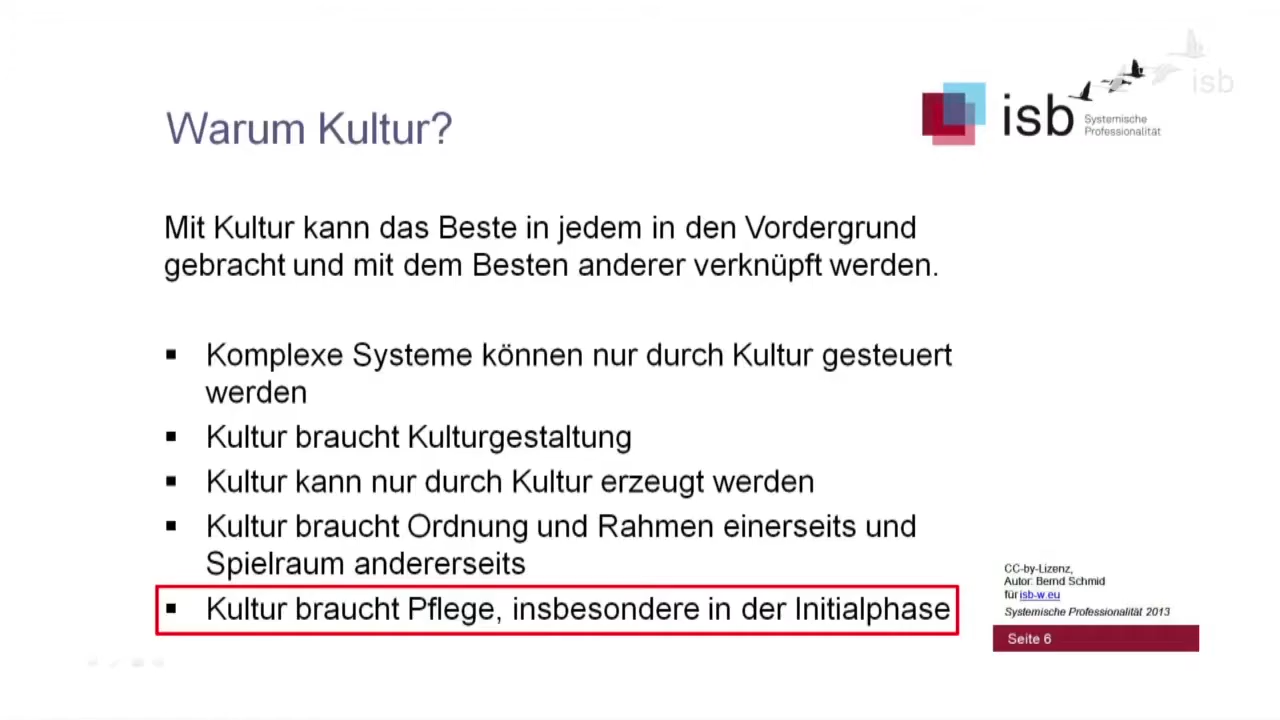 Warum Kultur?
isb
isb
Systemische
Professionalität
Mit Kultur kann das Beste in jedem in den Vordergrund
gebracht und mit dem Besten anderer verknüpft werden.
▪ Komplexe Systeme können nur durch Kultur gesteuert
werden
▪ Kultur braucht Kulturgestaltung
▪ Kultur kann nur durch Kultur erzeugt werden
▪ Kultur braucht Ordnung und Rahmen einerseits und
Spielraum andererseits
▪ Kultur braucht Pflege, insbesondere in der Initialphase
CC-by-Lizenz,
Autor: Bernd Schmid
für isb-w.eu
Systemische Professionalität 2013
Seite 6